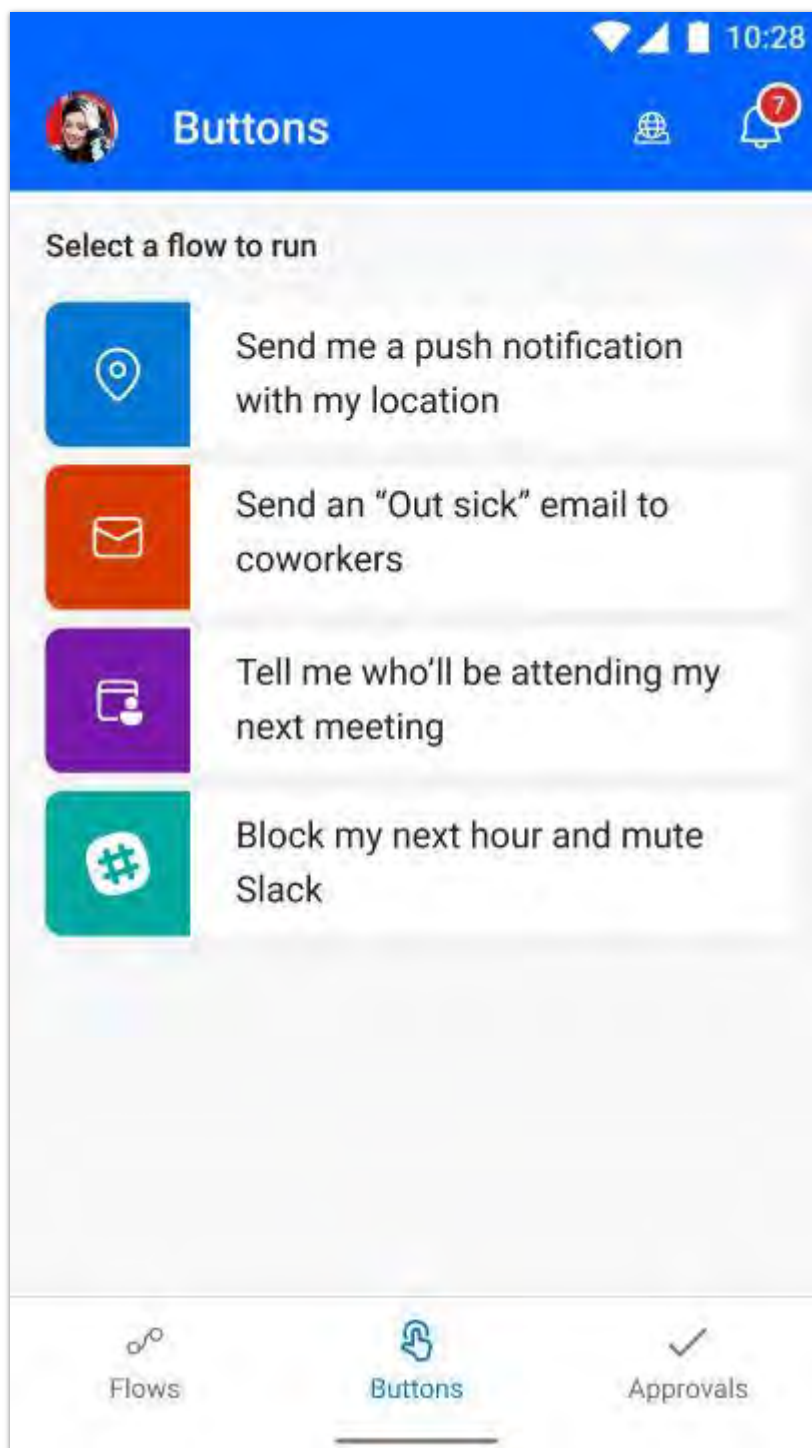 10:28
Buttons
7
Select a flow to run
Send me a push notification
with my location
Send an “Out sick” email to
coworkers
Tell me who’ll be attending my
next meeting
Block my next hour and mute
Slack
Flows
Buttons
Approvals